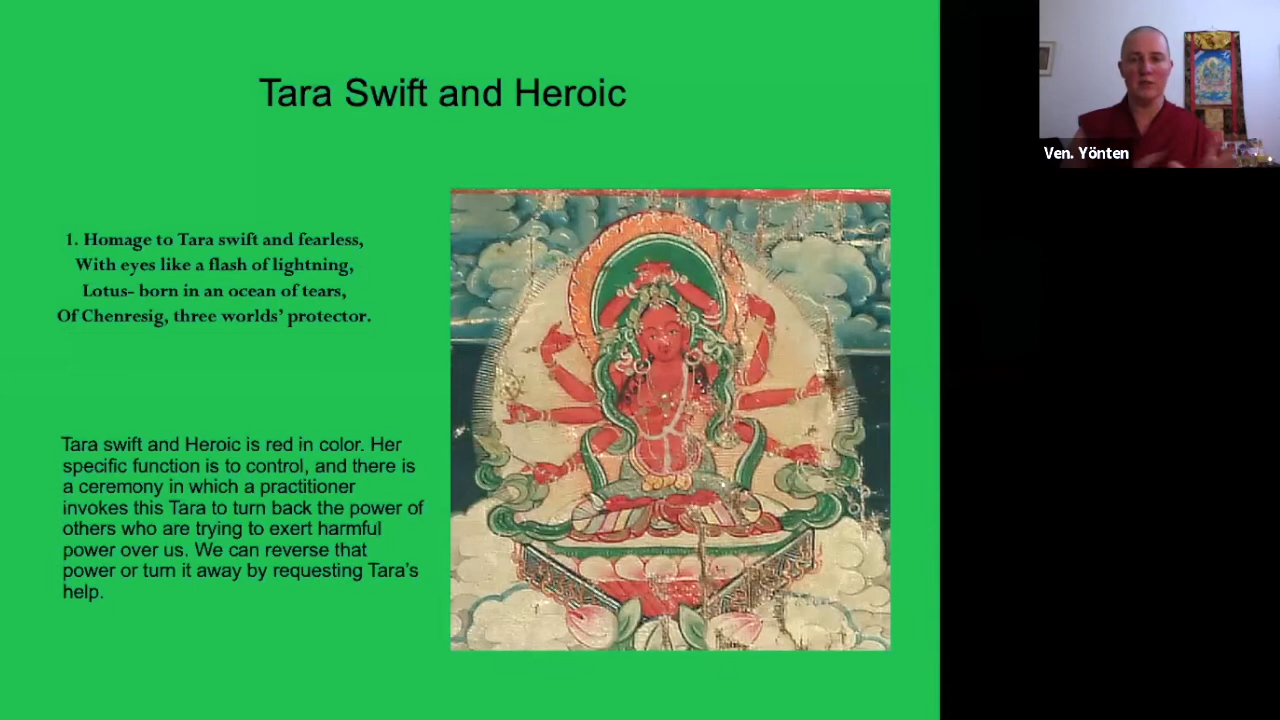 Tara Swift and Heroic
1. Homage to Tara swift and fearless,
With eyes like a flash of lightning,
Lotus- born in an ocean of tears,
Of Chenresig, three worlds’ protector.
Tara swift and Heroic is red in color. Her
specific function is to control, and there is
a ceremony in which a practitioner
invokes this Tara to turn back the power of
others who are trying to exert harmful
power over us. We can reverse that
power or turn it away by requesting Tara’s
help.
Ven. Yönten